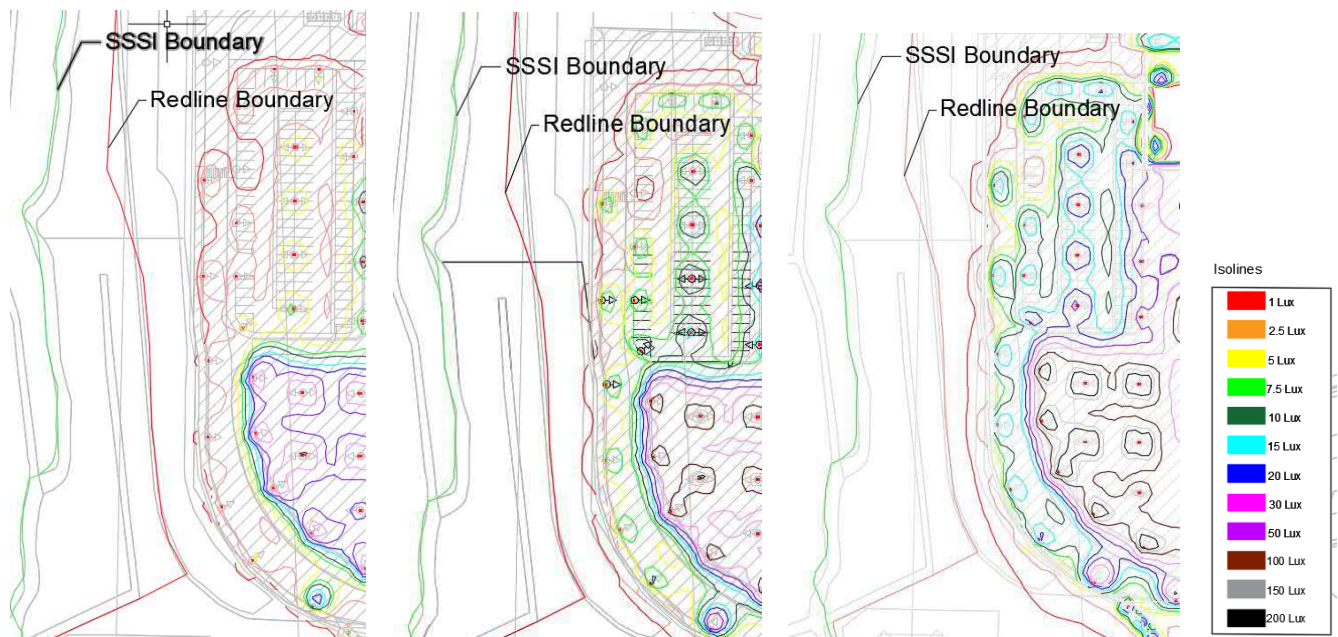 SSSI Boundary
Redline Boundary
SSSI Boundary
Redline Boundary
SSSI Boundary
Redline Boundary
Isolines
1 Lux
2.5 Lux
5 Lux
7.5 Lux
10 Lux
15 Lux
20 Lux
30 Lux
50 Lux
100 Lux
150 Lux
200 Lux